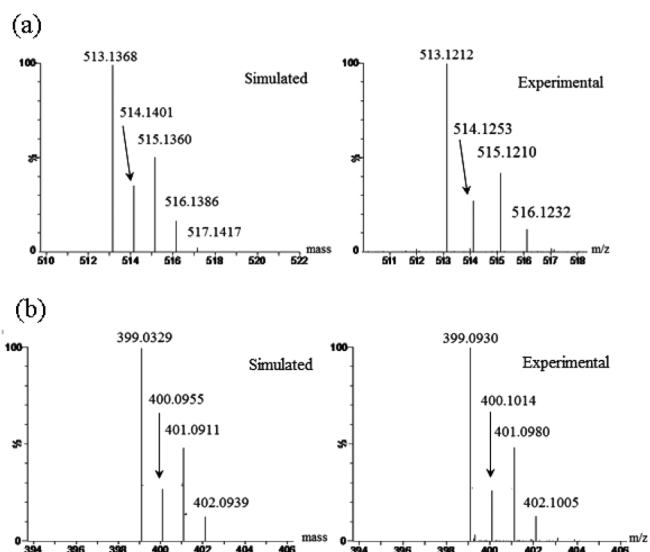 (a)
513.1368
100
Simulated
514.1401
515.1360
%
516.1386
517.1417
0
mass
510 512 514 516 518 520 522
513.1212
100
Experimental
514.1253
515.1210
%
516.1232
0
m/z
511 512 513 514 515 516 517 518
(b)
399.0329
100
Simulated
400.0955
401.0911
%
402.0939
0
mass
394 396 398 400 402 404 406
399.0930
100
Experimental
400.1014
401.0980
%
402.1005
0
m/z
394 396 398 400 402 404 406